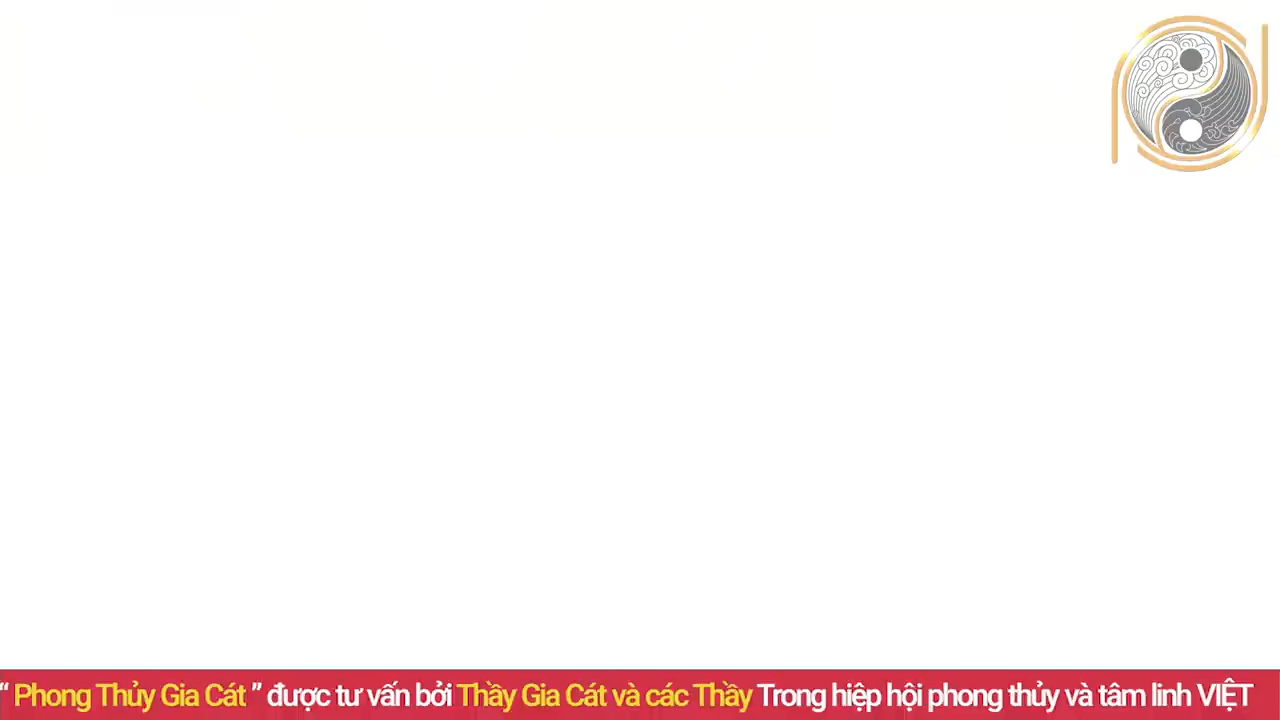 “ Phong Thủy Gia Cát ” được tư vấn bởi Thầy Gia Cát và các Thầy Trong hiệp hội phong thủy và tâm linh VIỆT